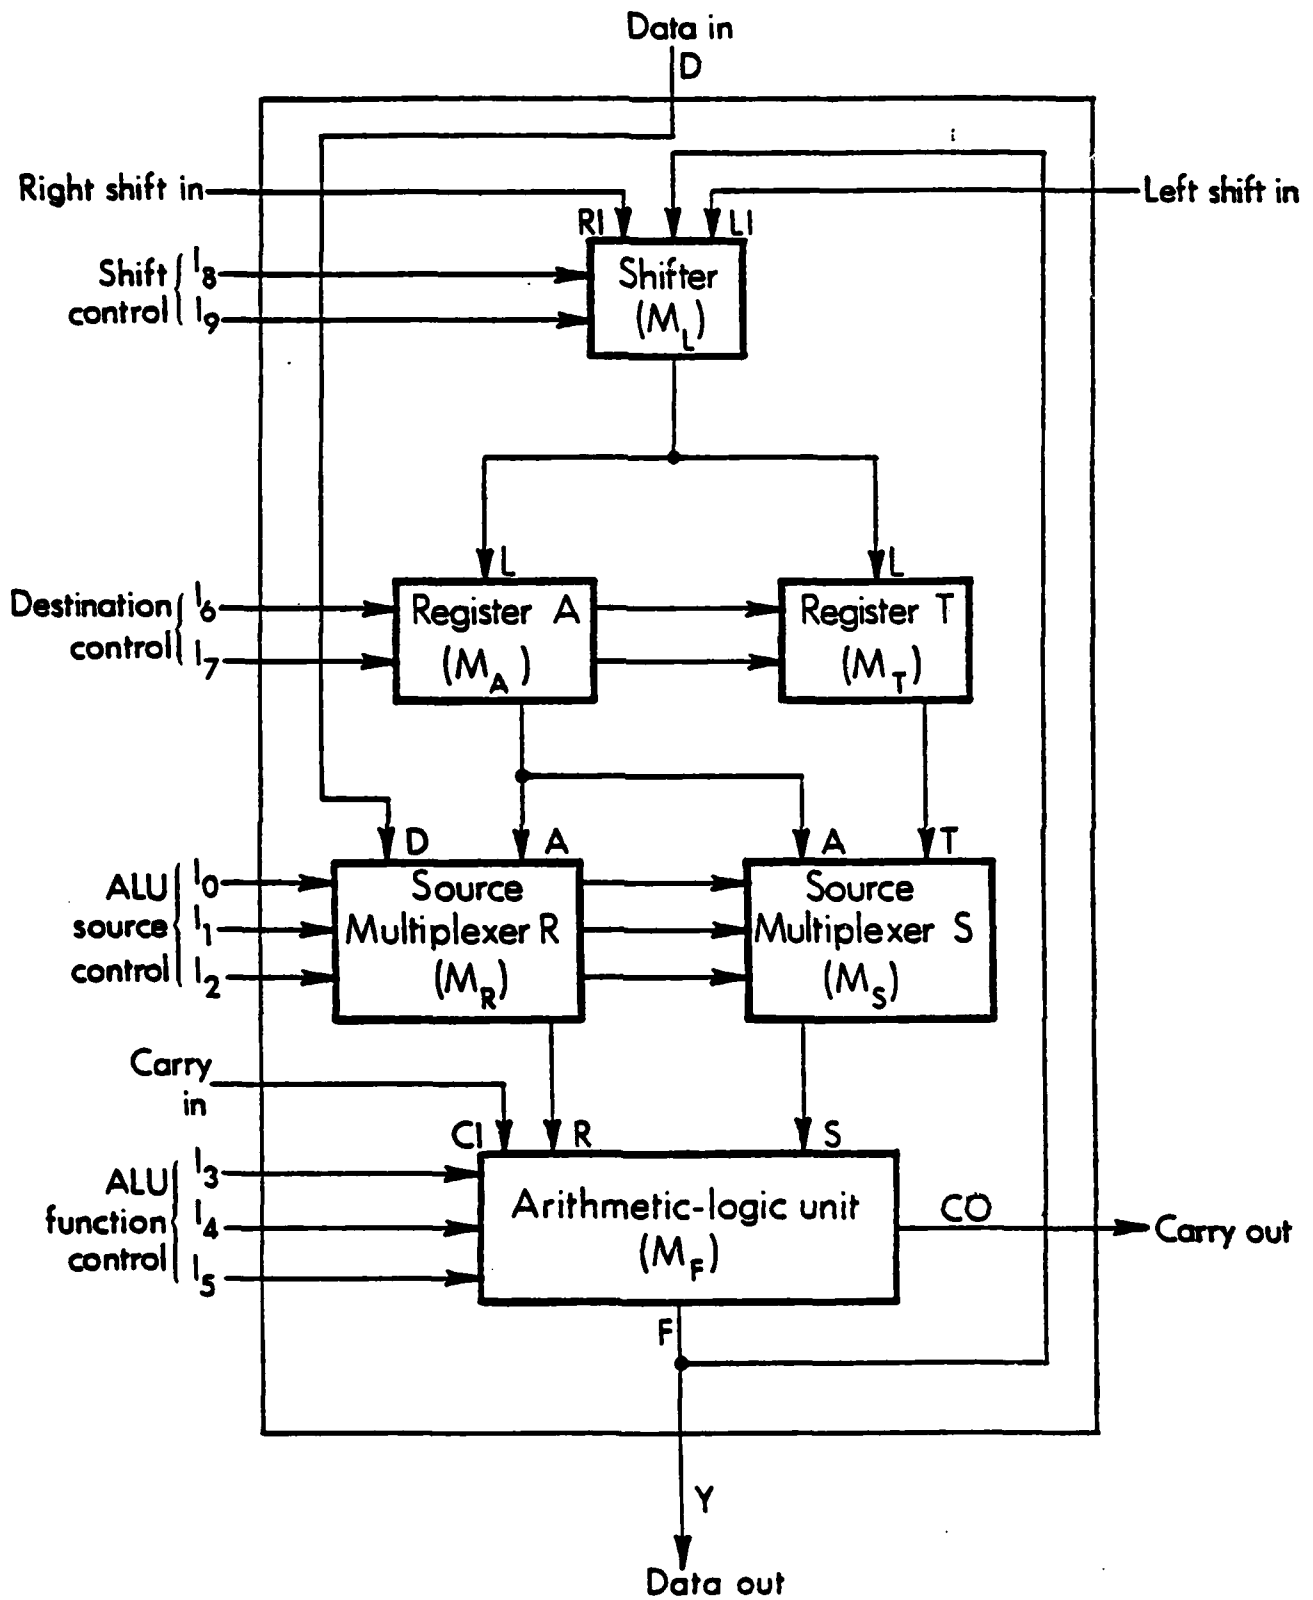 Data in
D
Right shift in
Left shift in
RI
LI
Shift control
I8
I9
Shifter
(ML)
L
L
Destination control
I6
I7
Register A
(MA)
Register T
(MT)
D
A
A
T
ALU source control
I0
I1
I2
Source
Multiplexer R
(MR)
Source
Multiplexer S
(MS)
Carry
in
CI
R
S
ALU function control
I3
I4
I5
Arithmetic-logic unit
(MF)
CO
Carry out
F
Y
Data out